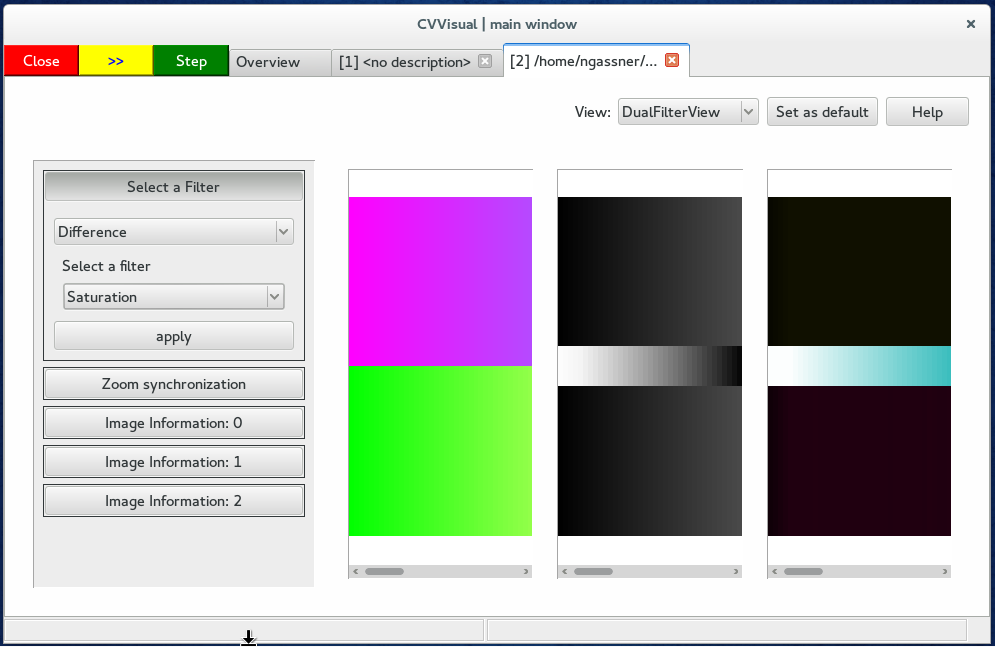 CVVisual | main window
Close >> Step Overview [1] <no description> [2] /home/ngassner/...
View: DualFilterView Set as default Help
Select a Filter
Difference
Select a filter
Saturation
apply
Zoom synchronization
Image Information: 0
Image Information: 1
Image Information: 2